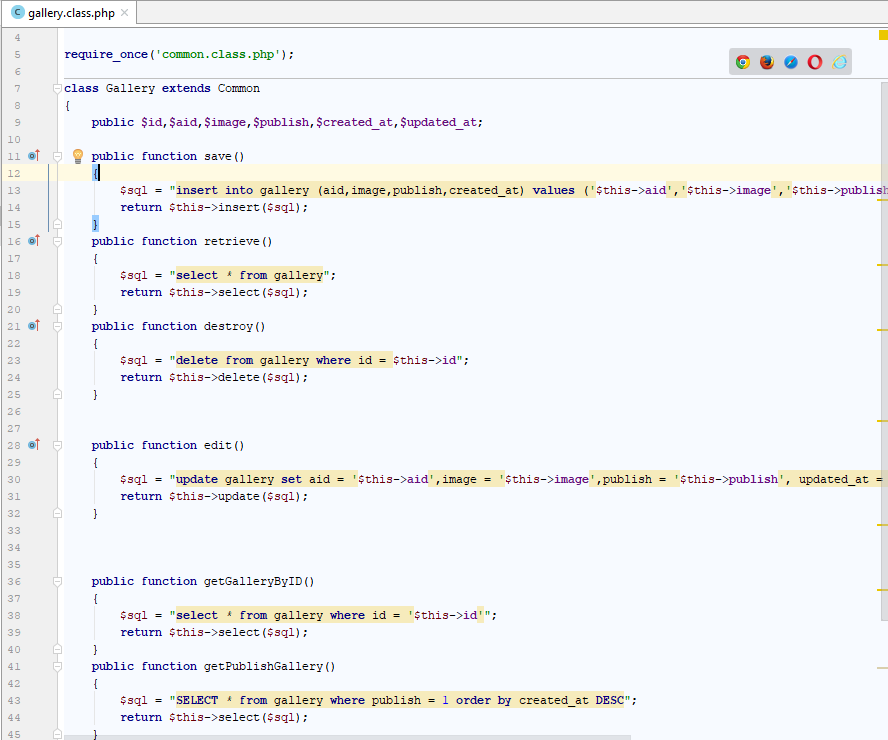 gallery.class.php
4
5 require_once('common.class.php');
6
7 class Gallery extends Common
8 {
9 public $id,$aid,$image,$publish,$created_at,$updated_at;
10
11 public function save()
12 {
13 $sql = "insert into gallery (aid,image,publish,created_at) values ('$this->aid','$this->image','$this->publish
14 return $this->insert($sql);
15 }
16 public function retrieve()
17 {
18 $sql = "select * from gallery";
19 return $this->select($sql);
20 }
21 public function destroy()
22 {
23 $sql = "delete from gallery where id = $this->id";
24 return $this->delete($sql);
25 }
26
27
28 public function edit()
29 {
30 $sql = "update gallery set aid = '$this->aid',image = '$this->image',publish = '$this->publish', updated_at =
31 return $this->update($sql);
32 }
33
34
35
36 public function getGalleryByID()
37 {
38 $sql = "select * from gallery where id = '$this->id'";
39 return $this->select($sql);
40 }
41 public function getPublishGallery()
42 {
43 $sql = "SELECT * from gallery where publish = 1 order by created_at DESC";
44 return $this->select($sql);
45 }